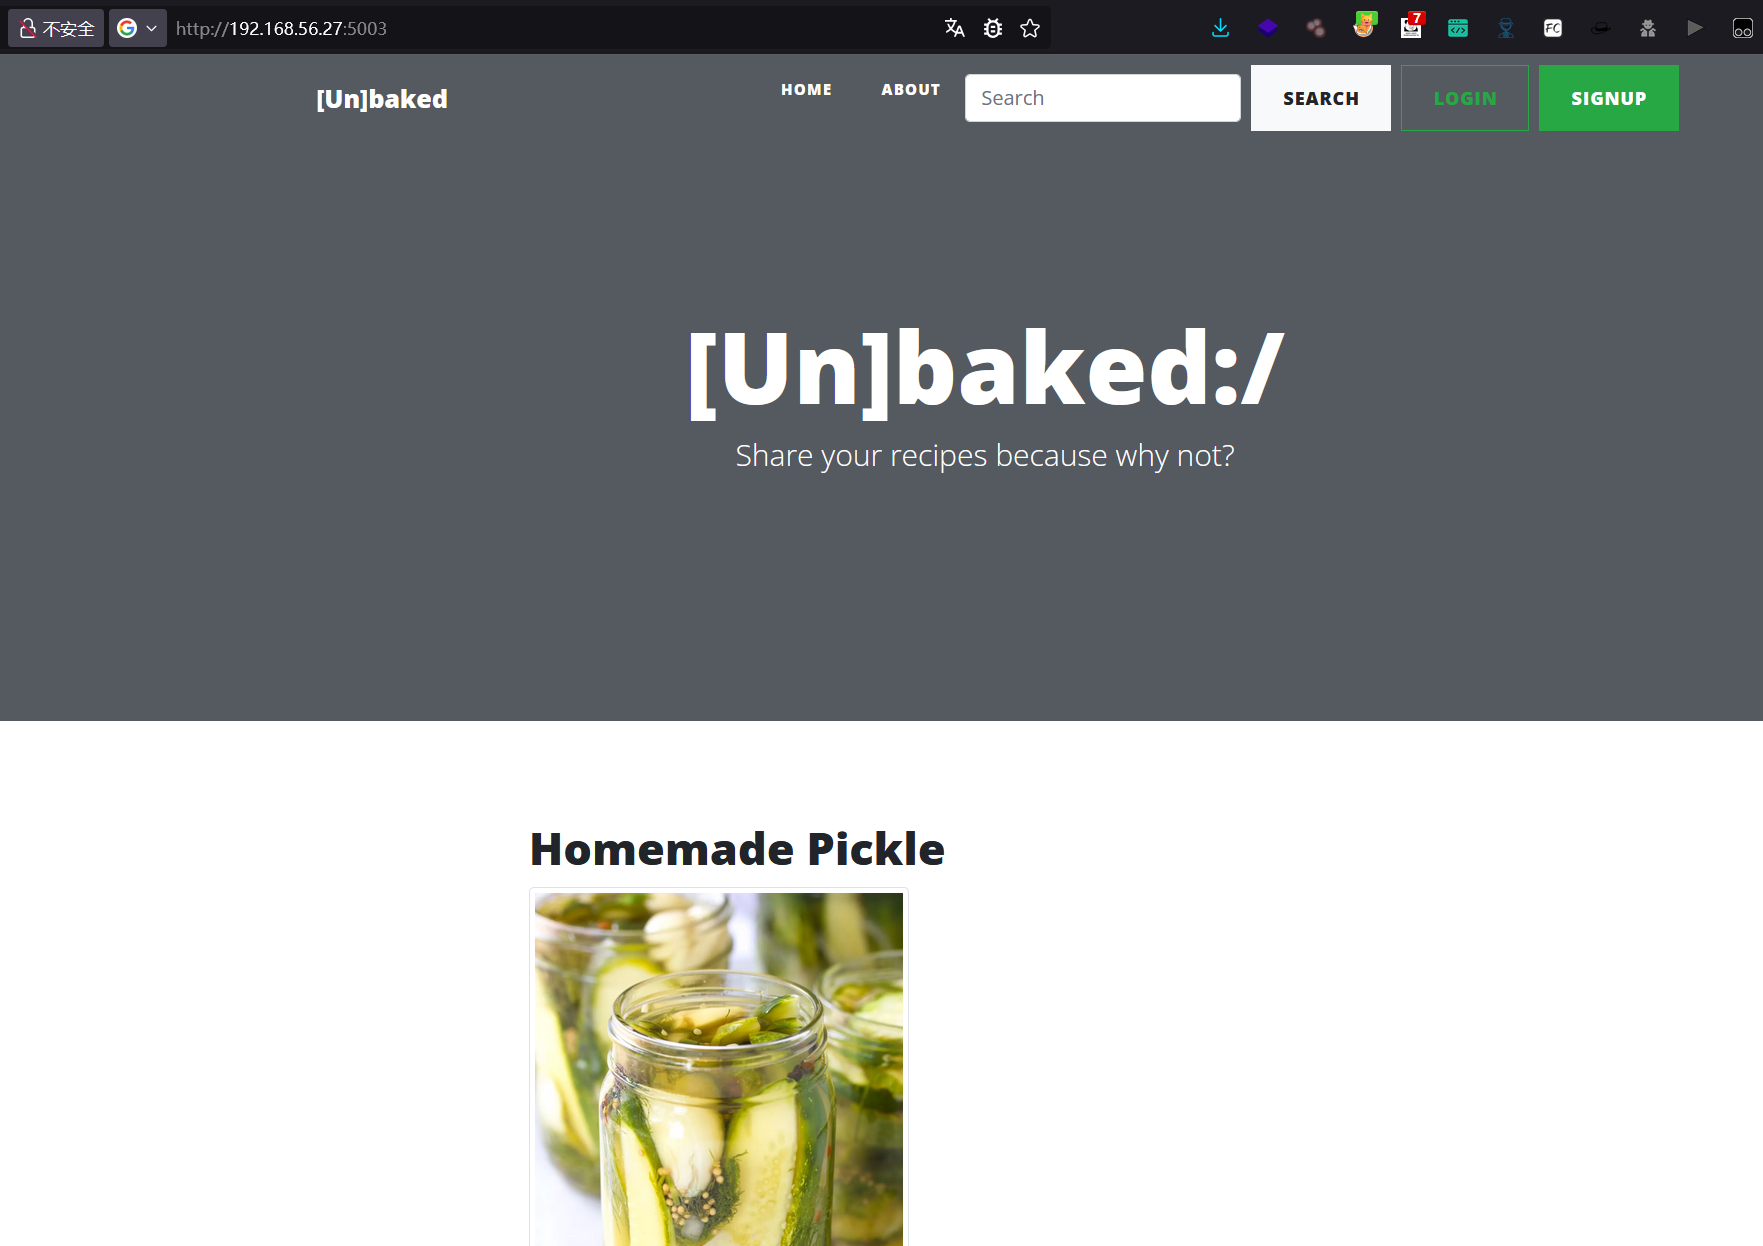 不安全
http://192.168.56.27:5003
7
FC
[Un]baked
HOME
ABOUT
Search
SEARCH
LOGIN
SIGNUP
[Un]baked:/
Share your recipes because why not?
Homemade Pickle